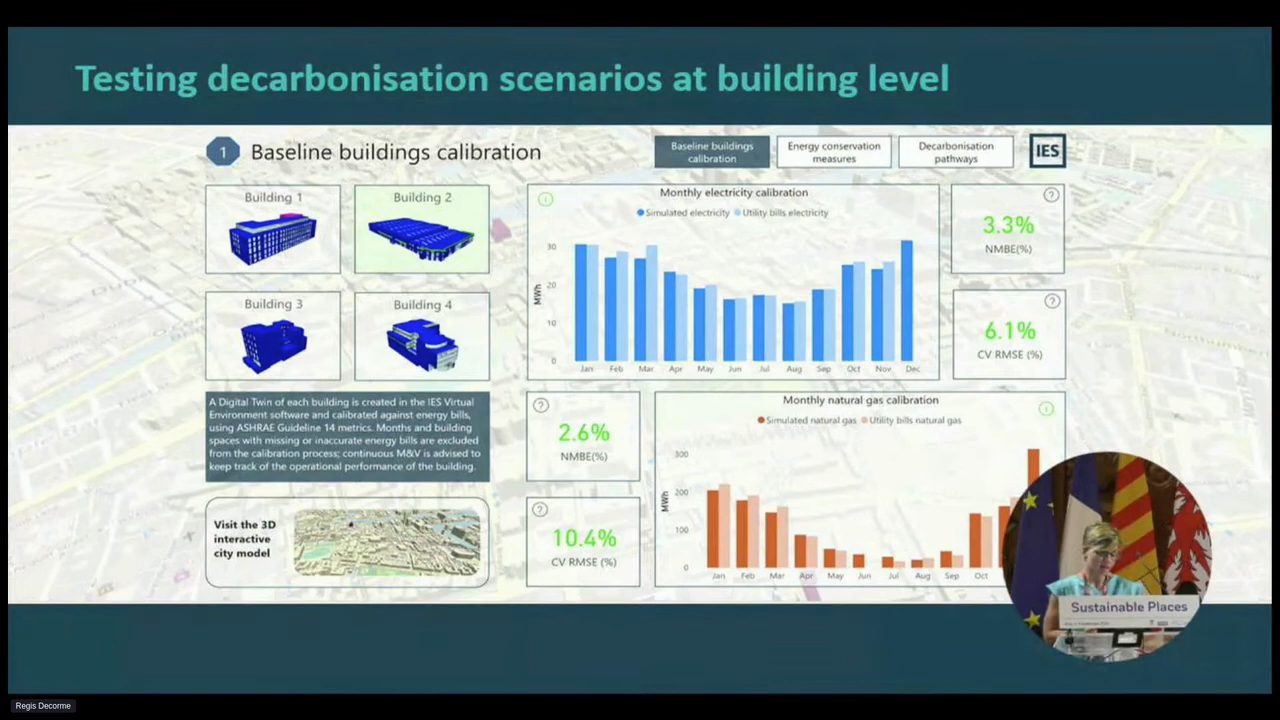 Testing decarbonisation scenarios at building level
1
Baseline buildings calibration
Baseline buildings
calibration
Energy conservation
measures
Decarbonisation
pathways
IES
Building 1
Building 2
Building 3
Building 4
A Digital Twin of each building is created in the IES Virtual
Environment software and calibrated against energy bills,
using ASHRAE Guideline 14 metrics. Months and building
spaces with missing or inaccurate energy bills are excluded
from the calibration process; continuous M&V is advised to
keep track of the operational performance of the building.
Visit the 3D
interactive
city model
Monthly electricity calibration
Simulated electricity Utility bills electricity
MWh
30
20
10
0
Jan Feb Mar Apr May Jun Jul Aug Sep Oct Nov Dec
?
3.3%
NMBE(%)
?
6.1%
CV RMSE (%)
?
2.6%
NMBE(%)
?
10.4%
CV RMSE (%)
Monthly natural gas calibration
Simulated natural gas Utility bills natural gas
MWh
300
200
100
0
Jan Feb Mar Apr May Jun Jul Aug Sep Oct
Sustainable Places
Regis Decorme